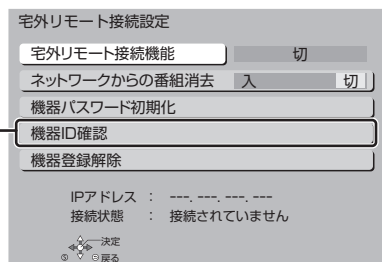 宅外リモート接続設定
宅外リモート接続機能 切
ネットワークからの番組消去 入 切
機器パスワード初期化
機器ID確認
機器登録解除
IPアドレス : ---. ---. ---. ---
接続状態 : 接続されていません
決定
戻る